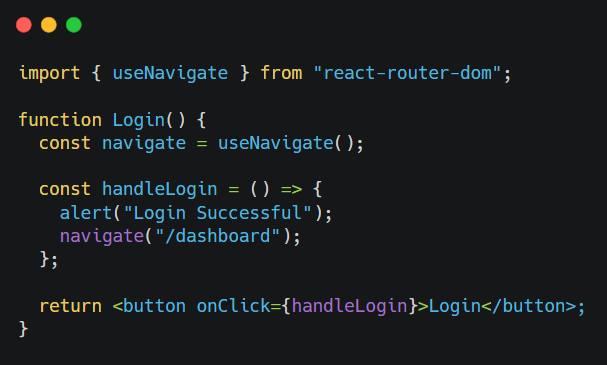 import { useNavigate } from "react-router-dom";
function Login() {
  const navigate = useNavigate();
  const handleLogin = () => {
    alert("Login Successful");
    navigate("/dashboard");
  };
  return <button onClick={handleLogin}>Login</button>;
}